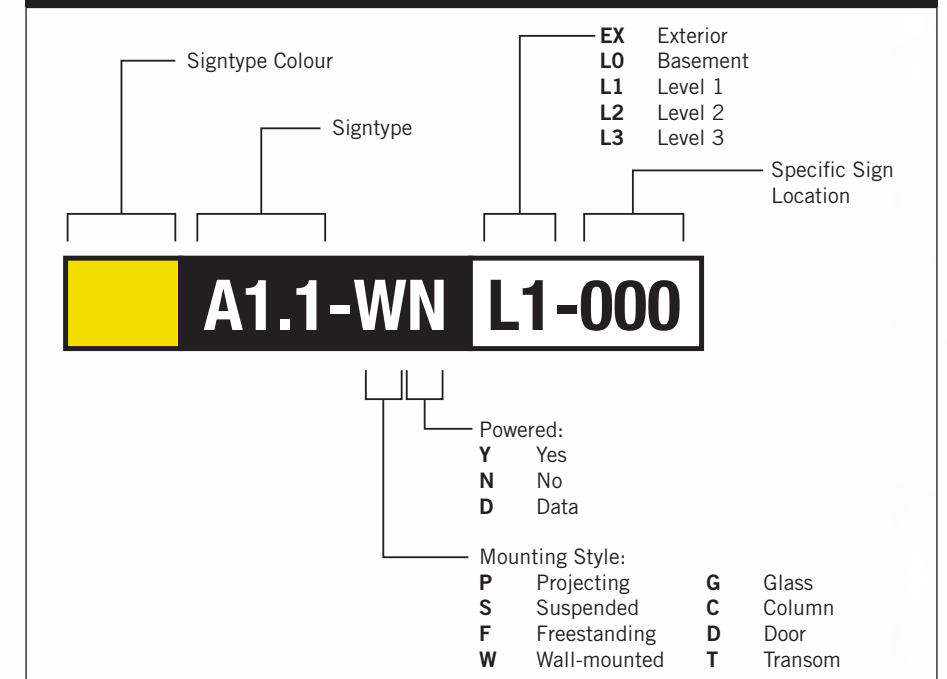 Signtype Colour
Signtype
EX Exterior
L0 Basement
L1 Level 1
L2 Level 2
L3 Level 3
Specific Sign
Location
A1.1-WN L1-000
Powered:
Y Yes
N No
D Data
Mounting Style:
P Projecting G Glass
S Suspended C Column
F Freestanding D Door
W Wall-mounted T Transom